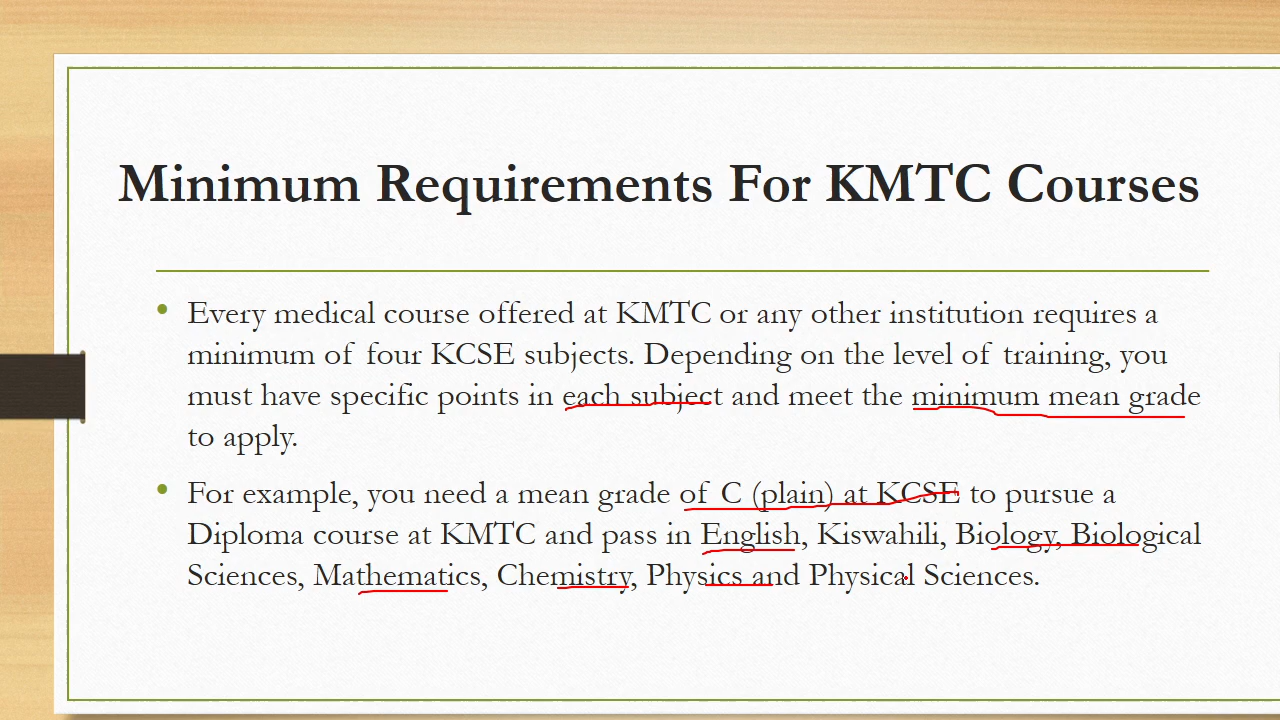 Minimum Requirements For KMTC Courses
• Every medical course offered at KMTC or any other institution requires a
minimum of four KCSE subjects. Depending on the level of training, you
must have specific points in each subject and meet the minimum mean grade
to apply.
• For example, you need a mean grade of C (plain) at KCSE to pursue a
Diploma course at KMTC and pass in English, Kiswahili, Biology, Biological
Sciences, Mathematics, Chemistry, Physics and Physical Sciences.